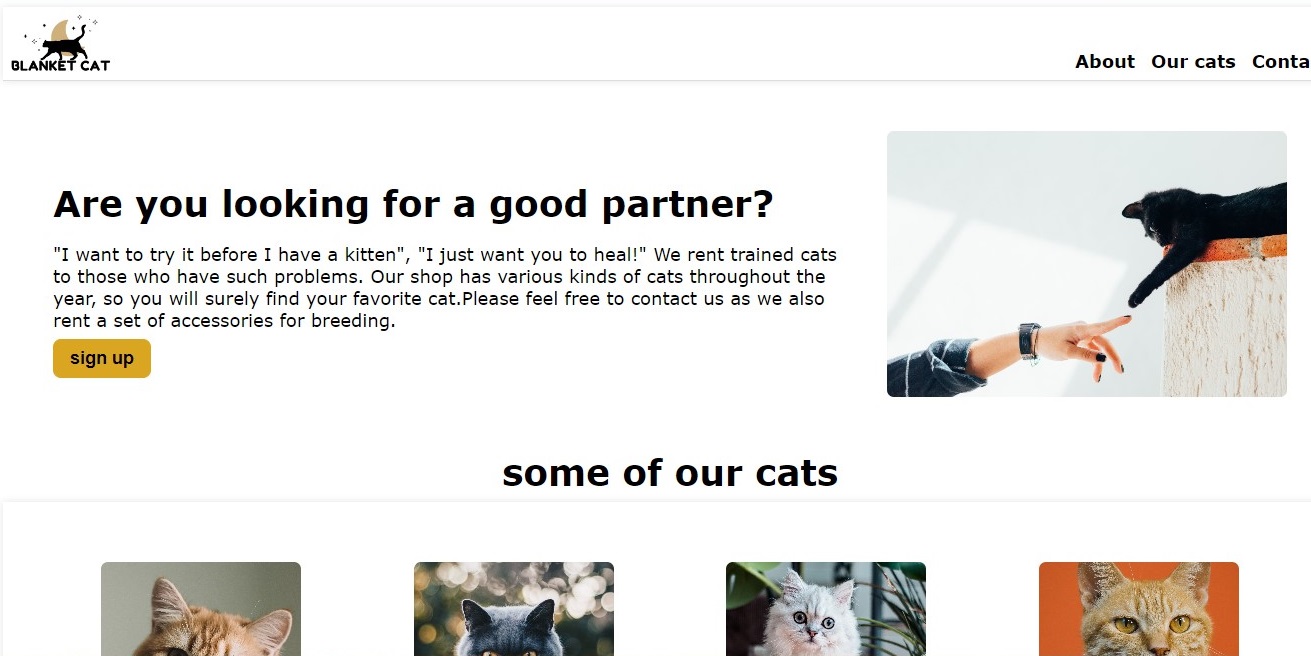 BLANKET CAT
About Our cats Conta
Are you looking for a good partner?
"I want to try it before I have a kitten", "I just want you to heal!" We rent trained cats
to those who have such problems. Our shop has various kinds of cats throughout the
year, so you will surely find your favorite cat.Please feel free to contact us as we also
rent a set of accessories for breeding.
sign up
some of our cats